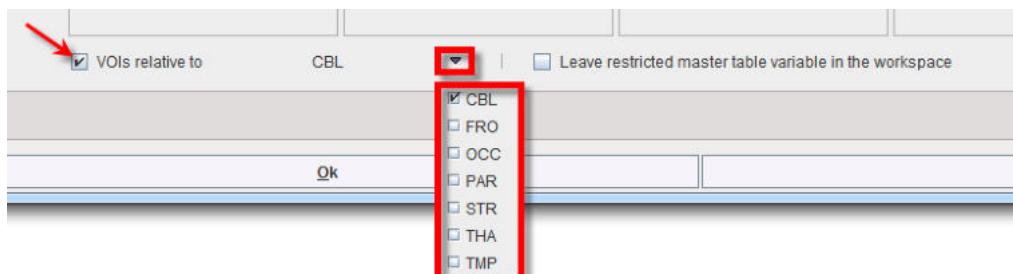 VOIs relative to CBL Leave restricted master table variable in the workspace
CBL
FRO
OCC
Ok
PAR
STR
THA
TMP